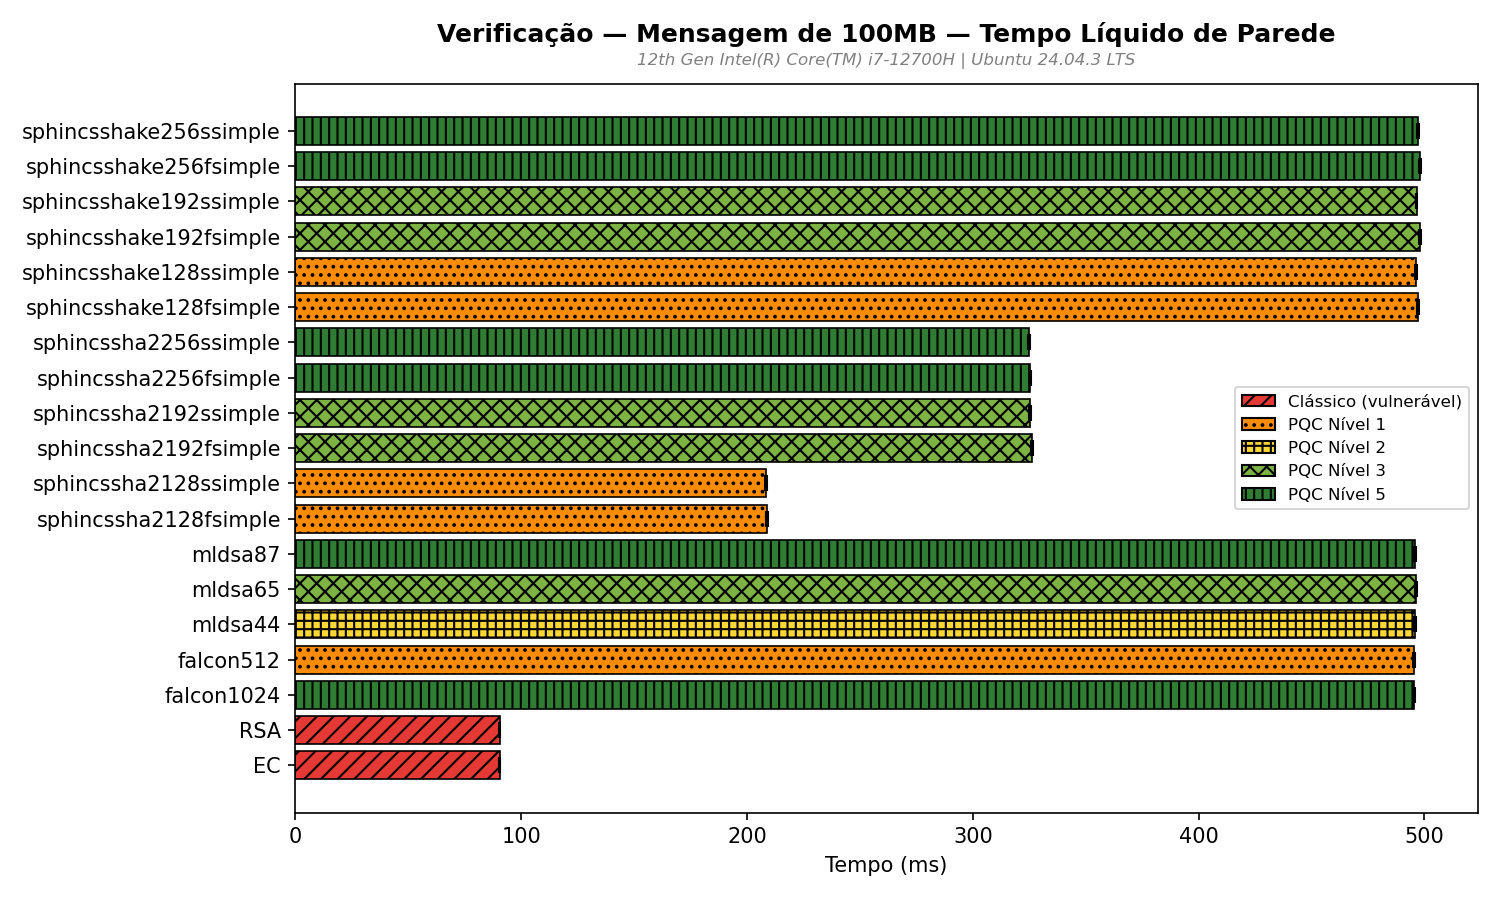 Verificação — Mensagem de 100MB — Tempo Líquido de Parede
12th Gen Intel(R) Core(TM) i7-12700H | Ubuntu 24.04.3 LTS
sphincsshake256ssimple
sphincsshake256fsimple
sphincsshake192ssimple
sphincsshake192fsimple
sphincsshake128ssimple
sphincsshake128fsimple
sphincssha2256ssimple
sphincssha2256fsimple
sphincssha2192ssimple
sphincssha2192fsimple
sphincssha2128ssimple
sphincssha2128fsimple
mldsa87
mldsa65
mldsa44
falcon512
falcon1024
RSA
EC
Clássico (vulnerável)
PQC Nível 1
PQC Nível 2
PQC Nível 3
PQC Nível 5
0 100 200 300 400 500
Tempo (ms)